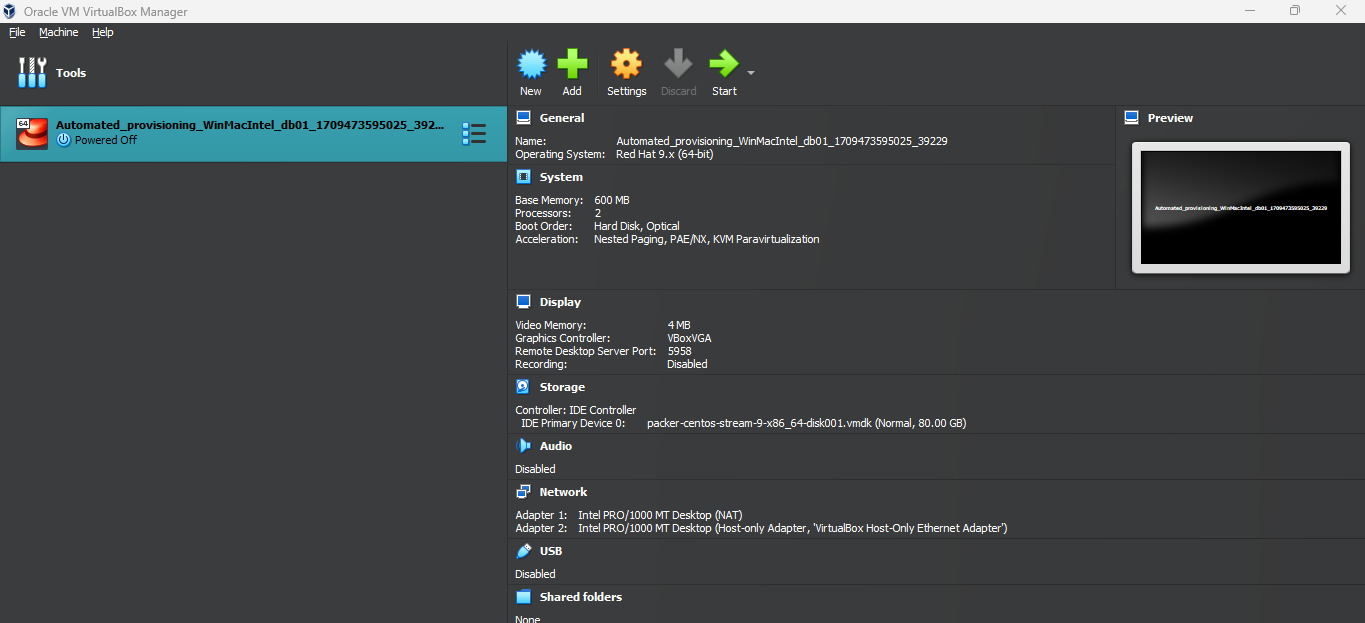 Oracle VM VirtualBox Manager
File Machine Help
Tools
New Add Settings Discard Start
64
Automated_provisioning_WinMacIntel_db01_1709473595025_392...
Powered Off
General
Name: Automated_provisioning_WinMacIntel_db01_1709473595025_39229
Operating System: Red Hat 9.x (64-bit)
System
Base Memory: 600 MB
Processors: 2
Boot Order: Hard Disk, Optical
Acceleration: Nested Paging, PAE/NX, KVM Paravirtualization
Preview
Automated_provisioning_WinMacIntel_db01_1709473595025_39229
Display
Video Memory: 4 MB
Graphics Controller: VBoxVGA
Remote Desktop Server Port: 5958
Recording: Disabled
Storage
Controller: IDE Controller
IDE Primary Device 0: packer-centos-stream-9-x86_64-disk001.vmdk (Normal, 80.00 GB)
Audio
Disabled
Network
Adapter 1: Intel PRO/1000 MT Desktop (NAT)
Adapter 2: Intel PRO/1000 MT Desktop (Host-only Adapter, 'VirtualBox Host-Only Ethernet Adapter')
USB
Disabled
Shared folders
None